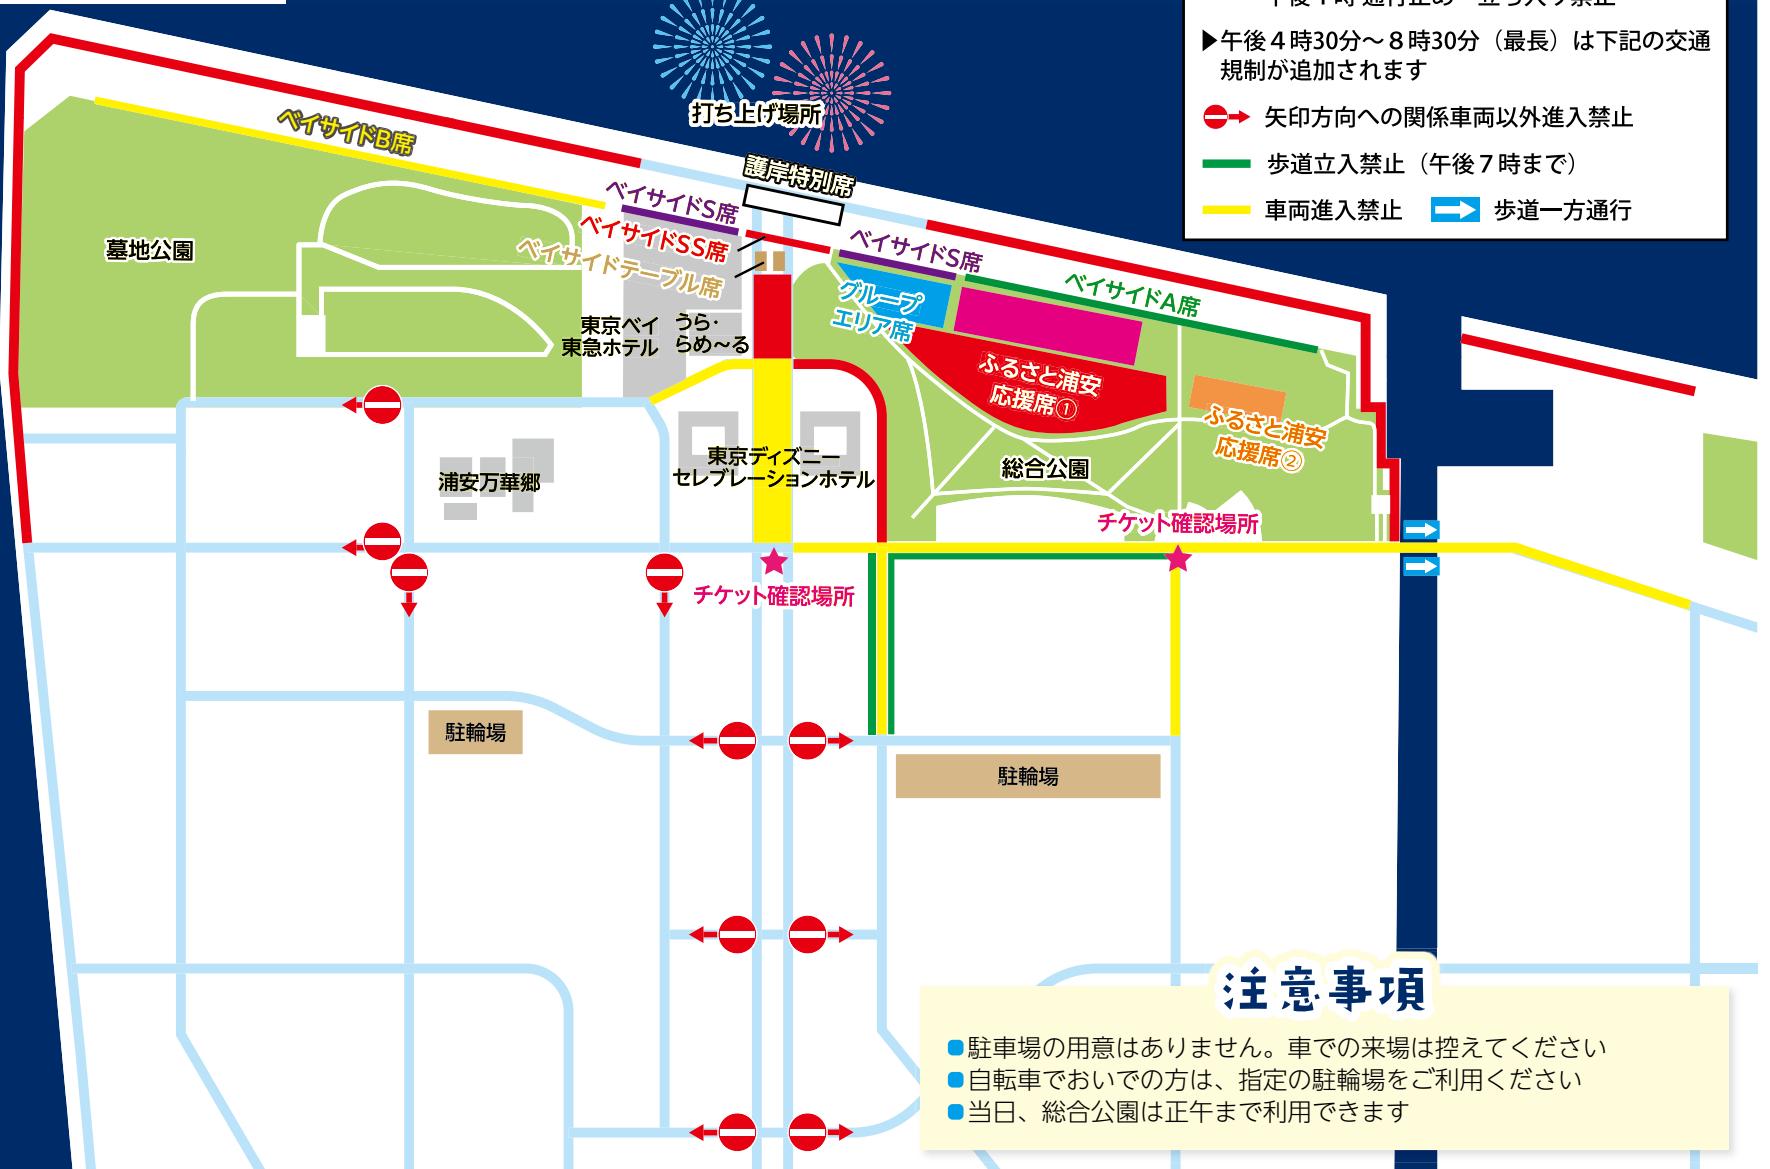 ▶午後４時30分～８時30分（最長）は下記の交通
規制が追加されます
矢印方向への関係車両以外進入禁止
歩道立入禁止（午後７時まで）
車両進入禁止
歩道一方通行
打ち上げ場所
護岸特別席
ベイサイドB席
ベイサイドS席
ベイサイドSS席
ベイサイドテーブル席
ベイサイドS席
ベイサイドA席
墓地公園
グループ
エリア席
東京ベイ
東急ホテル
うら・
らめ～る
ふるさと浦安
応援席①
ふるさと浦安
応援席②
東京ディズニー
セレブレーションホテル
総合公園
浦安万華郷
チケット確認場所
チケット確認場所
駐輪場
駐輪場
注意事項
駐車場の用意はありません。車での来場は控えてください
自転車でおいでの方は、指定の駐輪場をご利用ください
当日、総合公園は正午まで利用できます